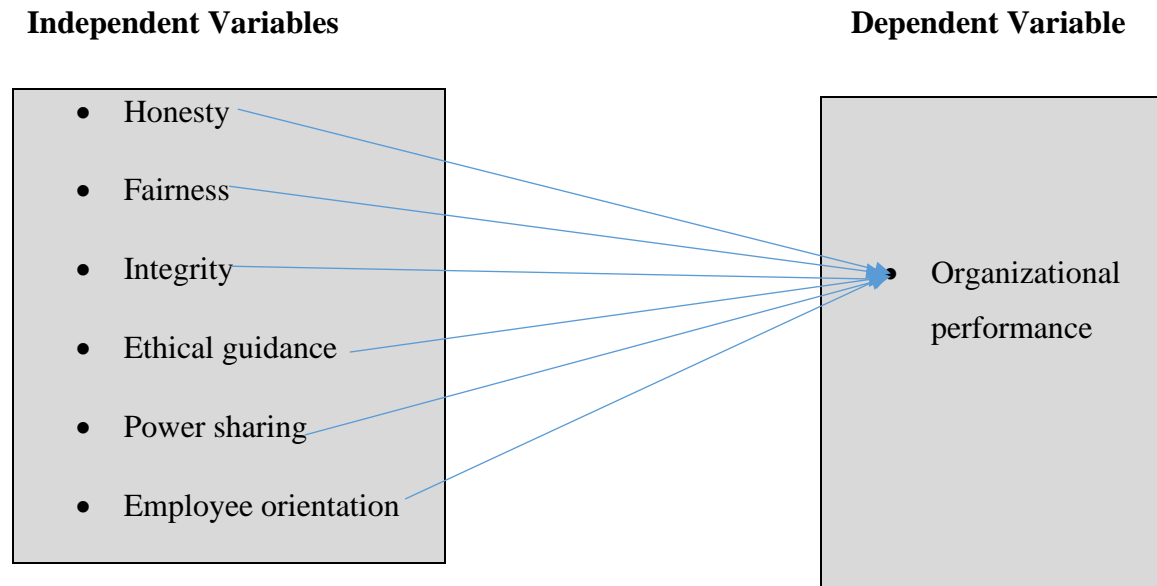 Independent Variables
Dependent Variable
• Honesty
• Fairness
• Integrity
• Ethical guidance
• Power sharing
• Employee orientation
• Organizational
performance